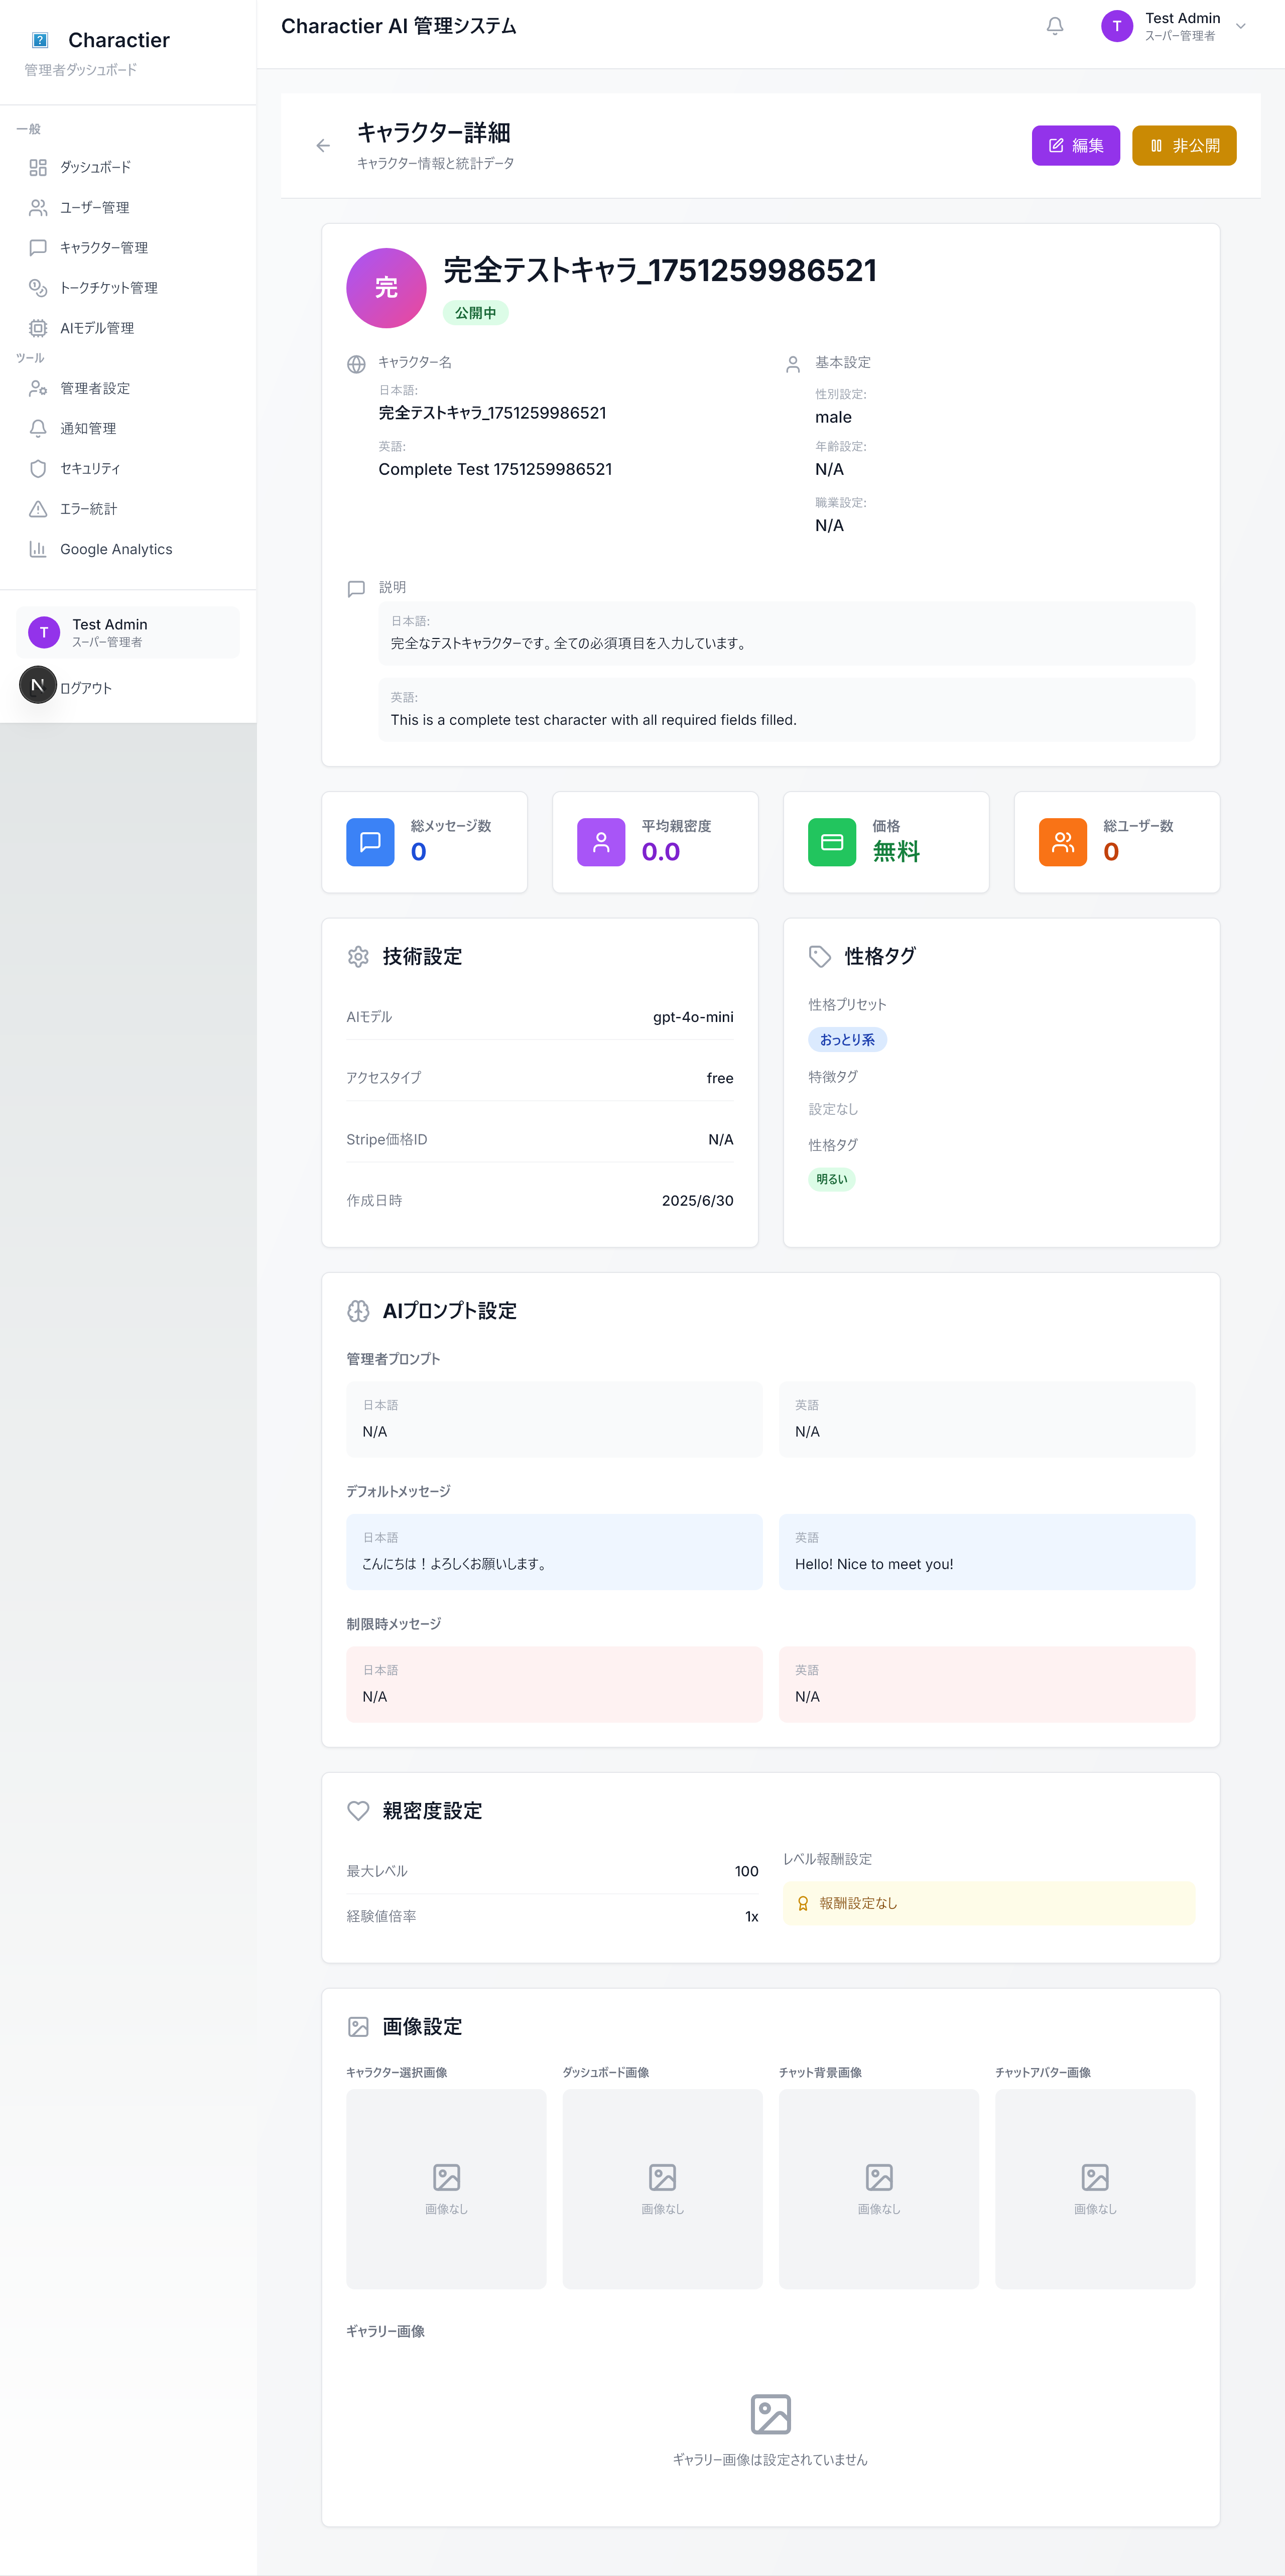 Charactier
管理者ダッシュボード
一般
ダッシュボード
ユーザー管理
キャラクター管理
トークチケット管理
AIモデル管理
ツール
管理者設定
通知管理
セキュリティ
エラー統計
Google Analytics
T
Test Admin
スーパー管理者
N
ログアウト
Charactier AI 管理システム
T
Test Admin
スーパー管理者
キャラクター詳細
キャラクター情報と統計データ
編集
非公開
完
完全テストキャラ_1751259986521
公開中
キャラクター名
日本語:
完全テストキャラ_1751259986521
英語:
Complete Test 1751259986521
基本設定
性別設定:
male
年齢設定:
N/A
職業設定:
N/A
説明
日本語:
完全なテストキャラクターです。全ての必須項目を入力しています。
英語:
This is a complete test character with all required fields filled.
総メッセージ数
0
平均親密度
0.0
価格
無料
総ユーザー数
0
技術設定
AIモデル
gpt-4o-mini
アクセスタイプ
free
Stripe価格ID
N/A
作成日時
2025/6/30
性格タグ
性格プリセット
おっとり系
特徴タグ
設定なし
性格タグ
明るい
AIプロンプト設定
管理者プロンプト
日本語
N/A
英語
N/A
デフォルトメッセージ
日本語
こんにちは！よろしくお願いします。
英語
Hello! Nice to meet you!
制限時メッセージ
日本語
N/A
英語
N/A
親密度設定
最大レベル
100
経験値倍率
1x
レベル報酬設定
報酬設定なし
画像設定
キャラクター選択画像
画像なし
ダッシュボード画像
画像なし
チャット背景画像
画像なし
チャットアバター画像
画像なし
ギャラリー画像
ギャラリー画像は設定されていません